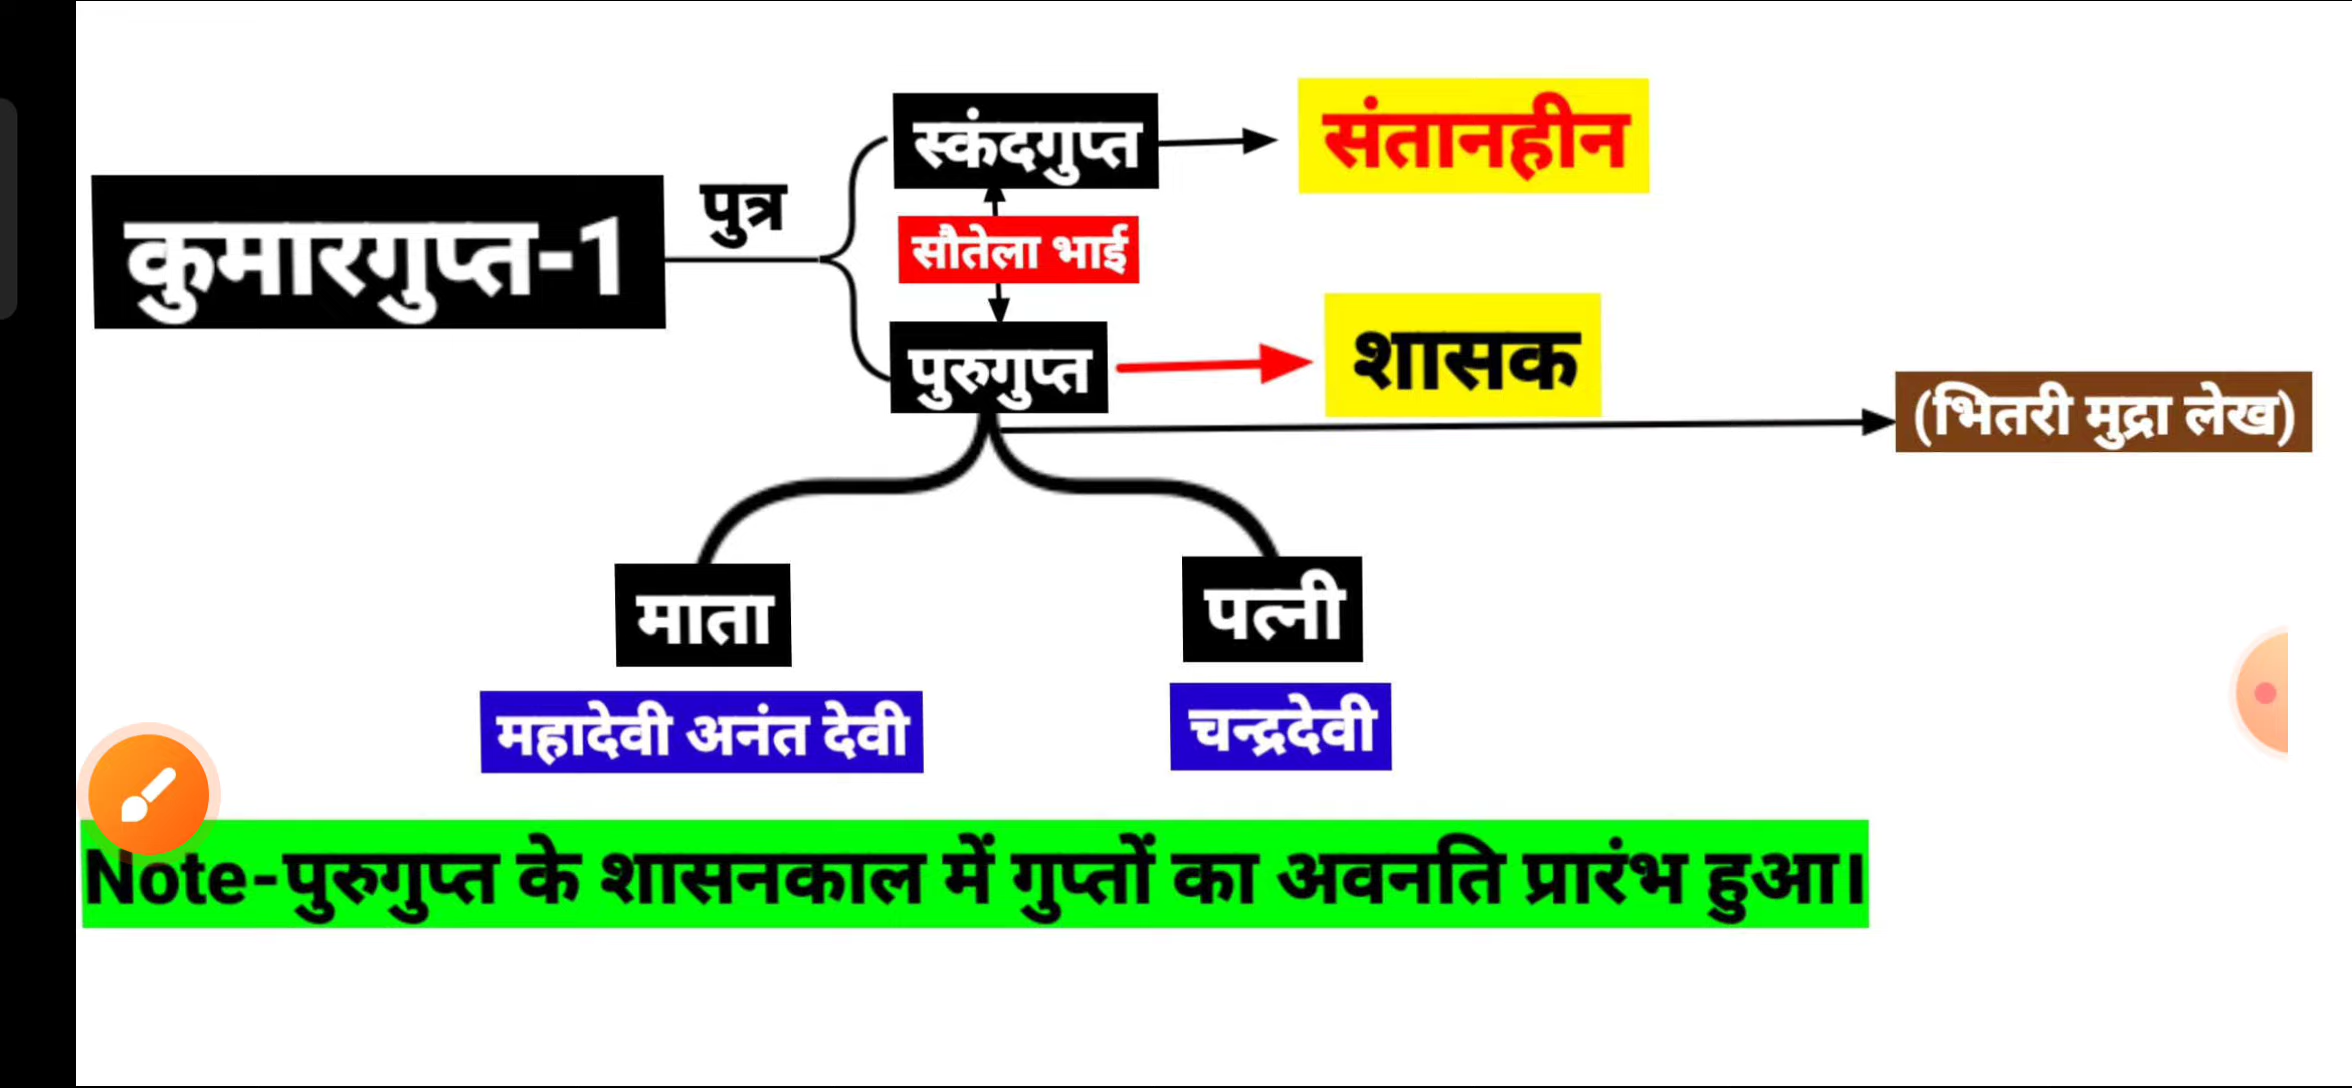 स्कंदगुप्त
संतानहीन
पुत्र
कुमारगुप्त-1
सौतेला भाई
पुरुगुप्त
शासक
(भितरी मुद्रा लेख)
माता
पत्नी
महादेवी अनंत देवी
चन्द्रदेवी
Note-पुरुगुप्त के शासनकाल में गुप्तों का अवनति प्रारंभ हुआ।